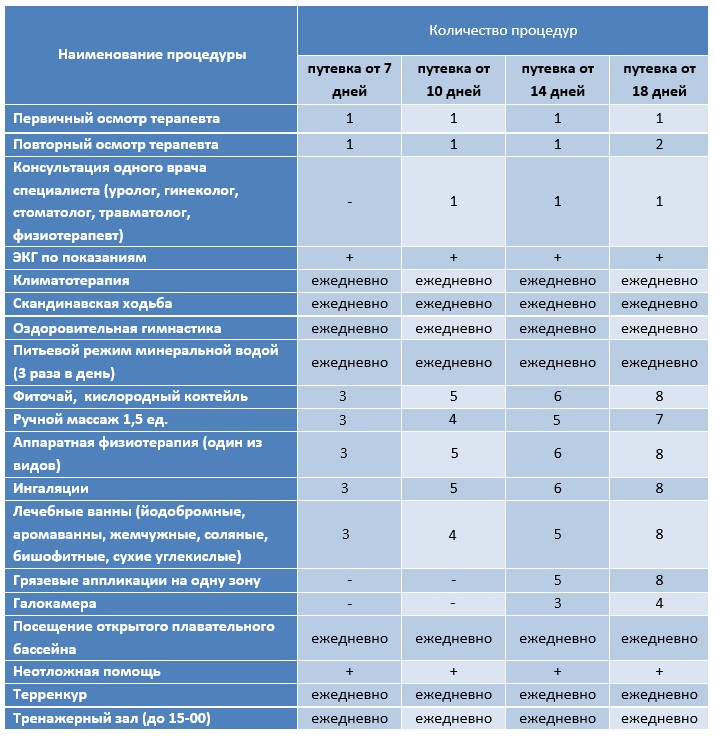 Наименование процедуры
Количество процедур
путевка от 7 дней
путевка от 10 дней
путевка от 14 дней
путевка от 18 дней
Первичный осмотр терапевта 1 1 1 1
Повторный осмотр терапевта 1 1 1 2
Консультация одного врача
специалиста (уролог, гинеколог,
стоматолог, травматолог,
физиотерапевт) - 1 1 1
ЭКГ по показаниям + + + +
Климатотерапия ежедневно ежедневно ежедневно ежедневно
Скандинавская ходьба ежедневно ежедневно ежедневно ежедневно
Оздоровительная гимнастика ежедневно ежедневно ежедневно ежедневно
Питьевой режим минеральной водой
(3 раза в день) ежедневно ежедневно ежедневно ежедневно
Фиточай, кислородный коктейль 3 5 6 8
Ручной массаж 1,5 ед. 3 4 5 7
Аппаратная физиотерапия (один из
видов) 3 5 6 8
Ингаляции 3 5 6 8
Лечебные ванны (йодобромные,
аромаванны, жемчужные, соляные,
бишофитные, сухие углекислые) 3 4 5 8
Грязевые аппликации на одну зону - - 5 8
Галокамера - - 3 4
Посещение открытого плавательного
бассейна ежедневно ежедневно ежедневно ежедневно
Неотложная помощь + + + +
Терренкур ежедневно ежедневно ежедневно ежедневно
Тренажерный зал (до 15-00) ежедневно ежедневно ежедневно ежедневно